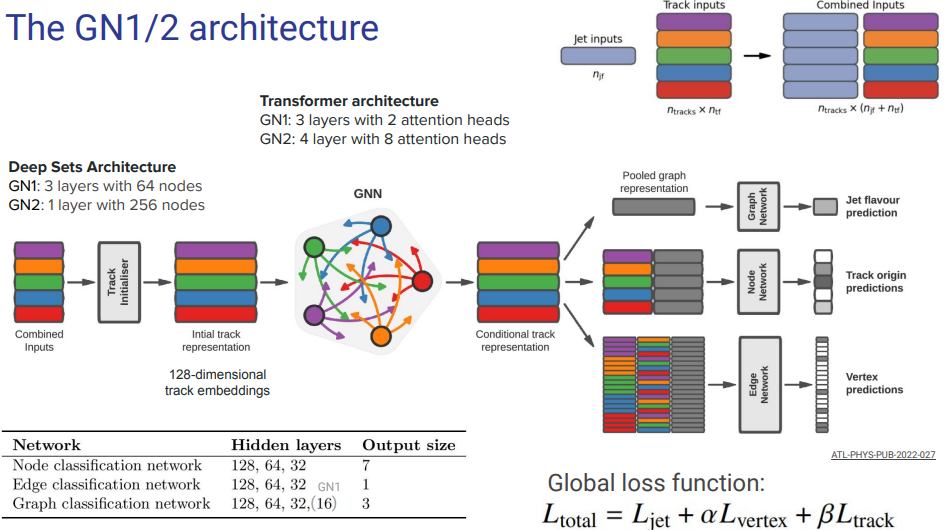 The GN1/2 architecture
Track inputs
Combined Inputs
Jet inputs
n_jf
n_tracks × n_tf
n_tracks × (n_jf + n_tf)
Transformer architecture
GN1: 3 layers with 2 attention heads
GN2: 4 layer with 8 attention heads
Deep Sets Architecture
GN1: 3 layers with 64 nodes
GN2: 1 layer with 256 nodes
GNN
Pooled graph
representation
Graph
Network
Jet flavour
prediction
Track
Initialiser
Node
Network
Track origin
predictions
Combined
Inputs
Intial track
representation
Conditional track
representation
128-dimensional
track embeddings
Edge
Network
Vertex
predictions
Network Hidden layers Output size
Node classification network 128, 64, 32 7
Edge classification network 128, 64, 32 GN1 1
Graph classification network 128, 64, 32,(16) 3
ATL-PHYS-PUB-2022-027
Global loss function:
L_total = L_jet + αL_vertex + βL_track